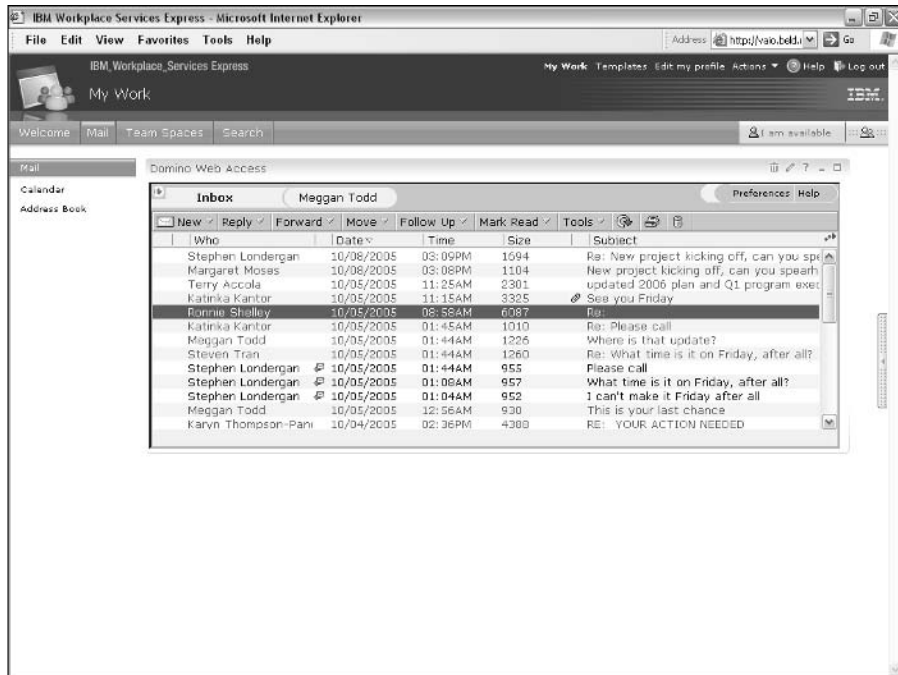 IBM Workplace Services Express - Microsoft Internet Explorer
File Edit View Favorites Tools Help Address http://vaio.beld.i Go
IBM_Workplace_Services Express My Work Templates Edit my profile Actions Help Log out
My Work IBM.
Welcome Mail Team Spaces Search I am available
Mail Domino Web Access
Calendar
Address Book
Inbox Meggan Todd Preferences Help
New Reply Forward Move Follow Up Mark Read Tools
Who Date Time Size Subject
Stephen Londergan 10/08/2005 03:09PM 1694 Re: New project kicking off, can you spe
Margaret Moses 10/08/2005 03:08PM 1104 New project kicking off, can you spearh
Terry Accola 10/05/2005 11:25AM 2301 updated 2006 plan and Q1 program exec
Katinka Kantor 10/05/2005 11:15AM 3325 See you Friday
Ronnie Shelley 10/05/2005 08:58AM 6087 Re:
Katinka Kantor 10/05/2005 01:45AM 1010 Re: Please call
Meggan Todd 10/05/2005 01:44AM 1226 Where is that update?
Steven Tran 10/05/2005 01:44AM 1260 Re: What time is it on Friday, after all?
Stephen Londergan 10/05/2005 01:44AM 955 Please call
Stephen Londergan 10/05/2005 01:08AM 957 What time is it on Friday, after all?
Stephen Londergan 10/05/2005 01:04AM 952 I can't make it Friday after all
Meggan Todd 10/05/2005 12:56AM 930 This is your last chance
Karyn Thompson-Pani 10/04/2005 02:36PM 4388 RE: YOUR ACTION NEEDED